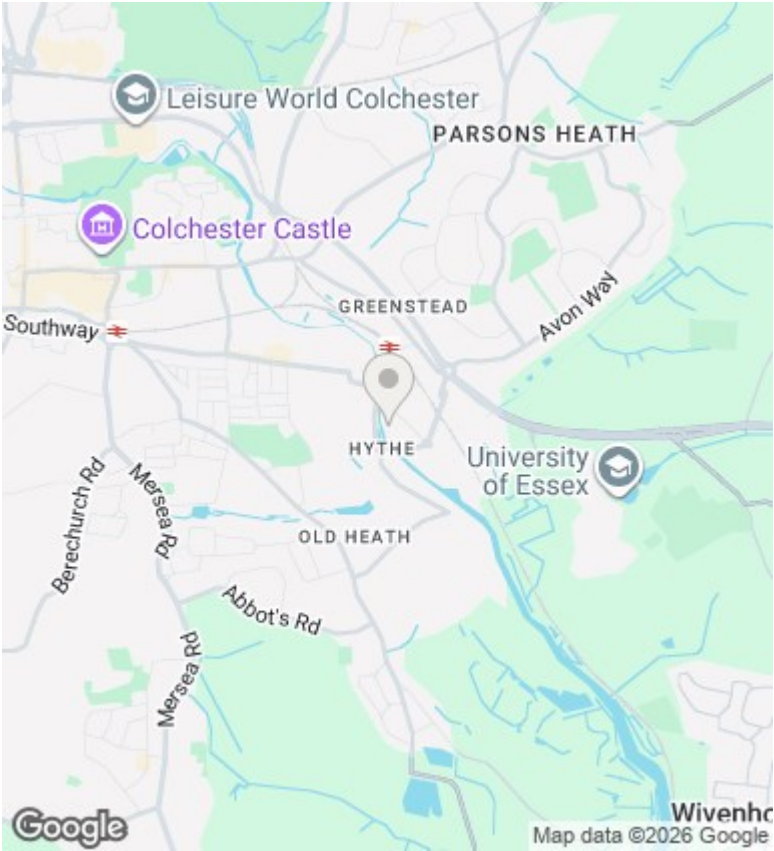 Leisure World Colchester
PARSONS HEATH
Colchester Castle
GREENSTEAD
Avon Way
Southway
HYTHE
University
of Essex
Berechurch Rd
Mersea Rd
OLD HEATH
Abbot's Rd
Mersea Rd
Wivenho
Google
Map data ©2026 Google